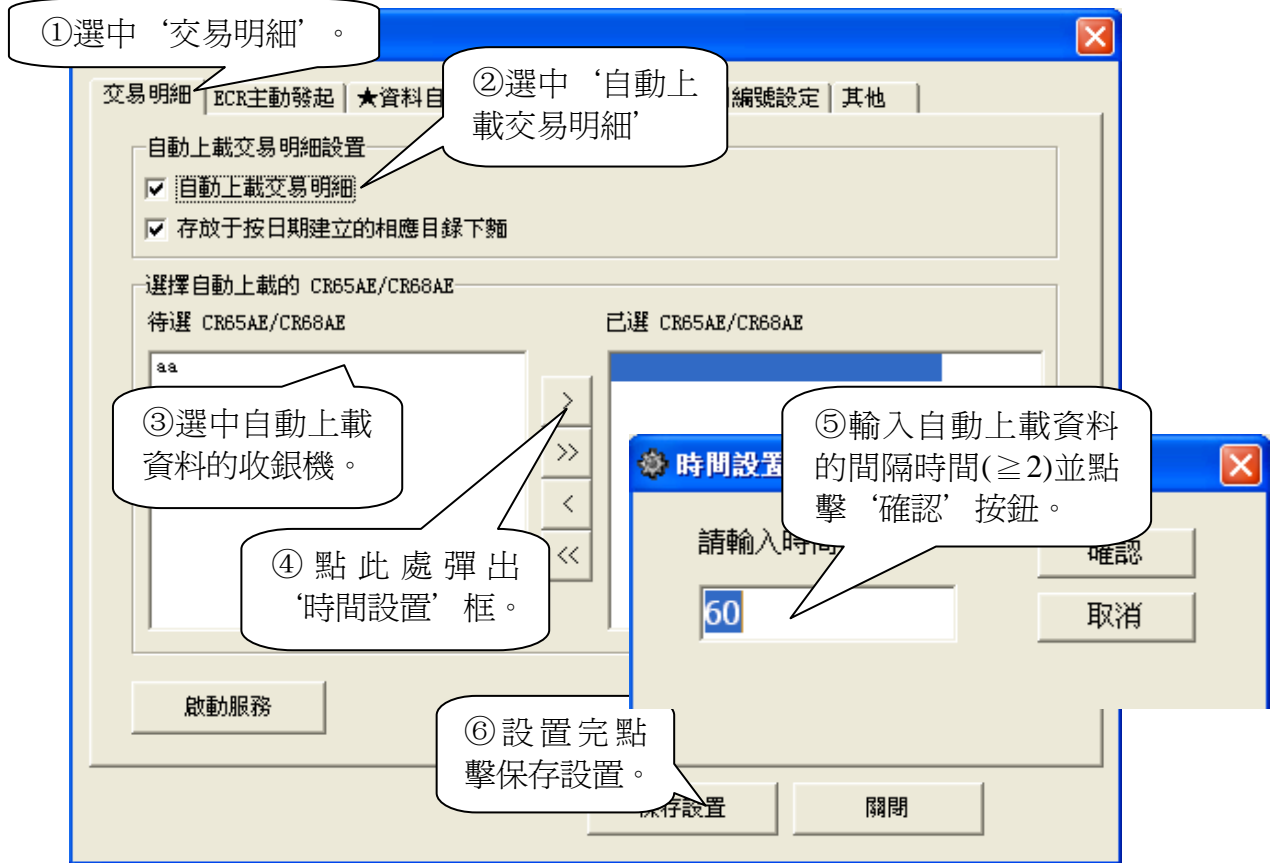 ①選中‘交易明細’。
②選中‘自動上
載交易明細’
交易明細
ECR主動發起
★資料自
編號設定
其他
自動上載交易明細設置
自動上載交易明細
存放于按日期建立的相應目錄下麵
選擇自動上載的 CR65AE/CR68AE
待選 CR65AE/CR68AE
已選 CR65AE/CR68AE
aa
>
>>
<
<<
③選中自動上載
資料的收銀機。
④點此處彈出
‘時間設置’框。
時間設置
⑤輸入自動上載資料
的間隔時間(≧2)並點
擊‘確認’按鈕。
請輸入時間
60
確認
取消
啟動服務
⑥設置完點
擊保存設置。
保存設置
關閉